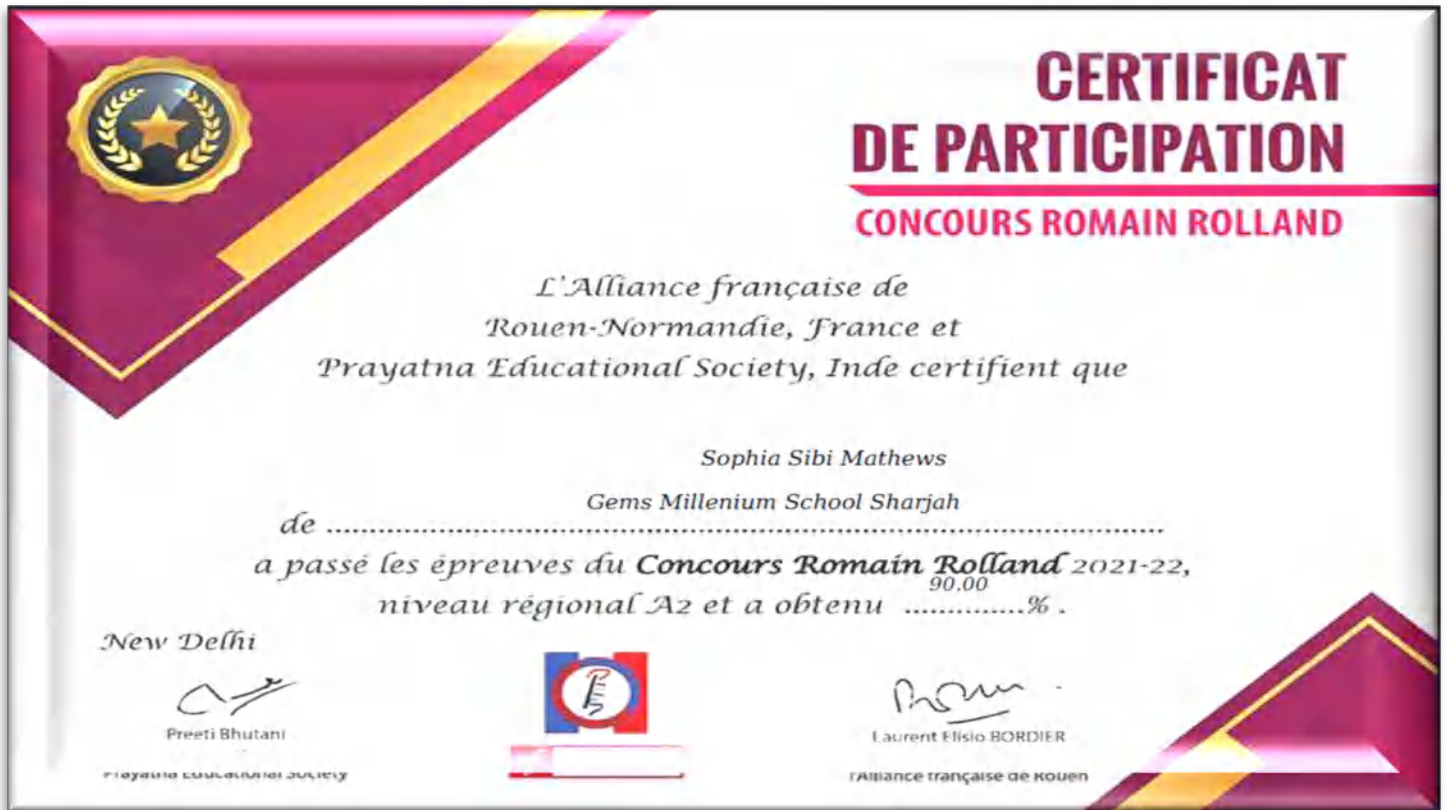 CERTIFICAT
DE PARTICIPATION
CONCOURS ROMAIN ROLLAND
L'Alliance française de
Rouen-Normandie, France et
Prayatna Educational Society, Inde certifient que
Sophia Sibi Mathews
Gems Millenium School Sharjah
de ..........................................................................................
a passé les épreuves du Concours Romain Rolland 2021-22,
90.00
niveau régional A2 et a obtenu ..............% .
New Delhi
Preeti Bhutani
Laurent Elisio BORDIER
Prayatna Educational Society
l'Alliance française de Rouen